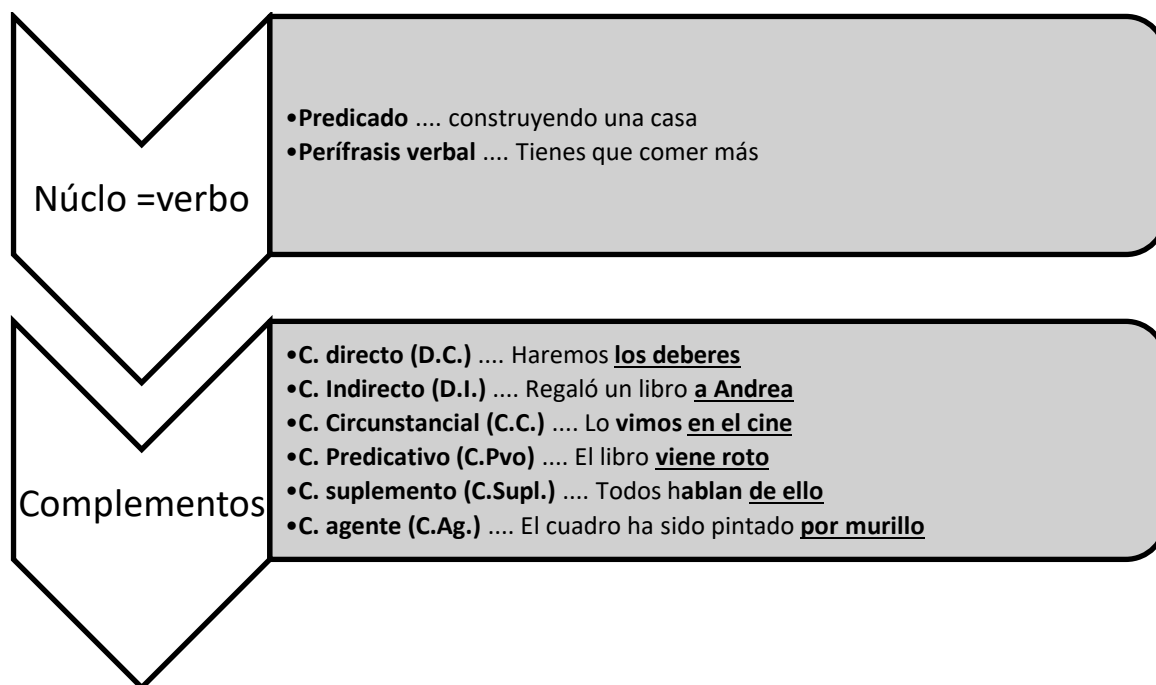 Núclo =verbo
•Predicado .... construyendo una casa
•Perífrasis verbal .... Tienes que comer más
Complementos
•C. directo (D.C.) .... Haremos los deberes
•C. Indirecto (D.I.) .... Regaló un libro a Andrea
•C. Circunstancial (C.C.) .... Lo vimos en el cine
•C. Predicativo (C.Pvo) .... El libro viene roto
•C. suplemento (C.Supl.) .... Todos hablan de ello
•C. agente (C.Ag.) .... El cuadro ha sido pintado por murillo